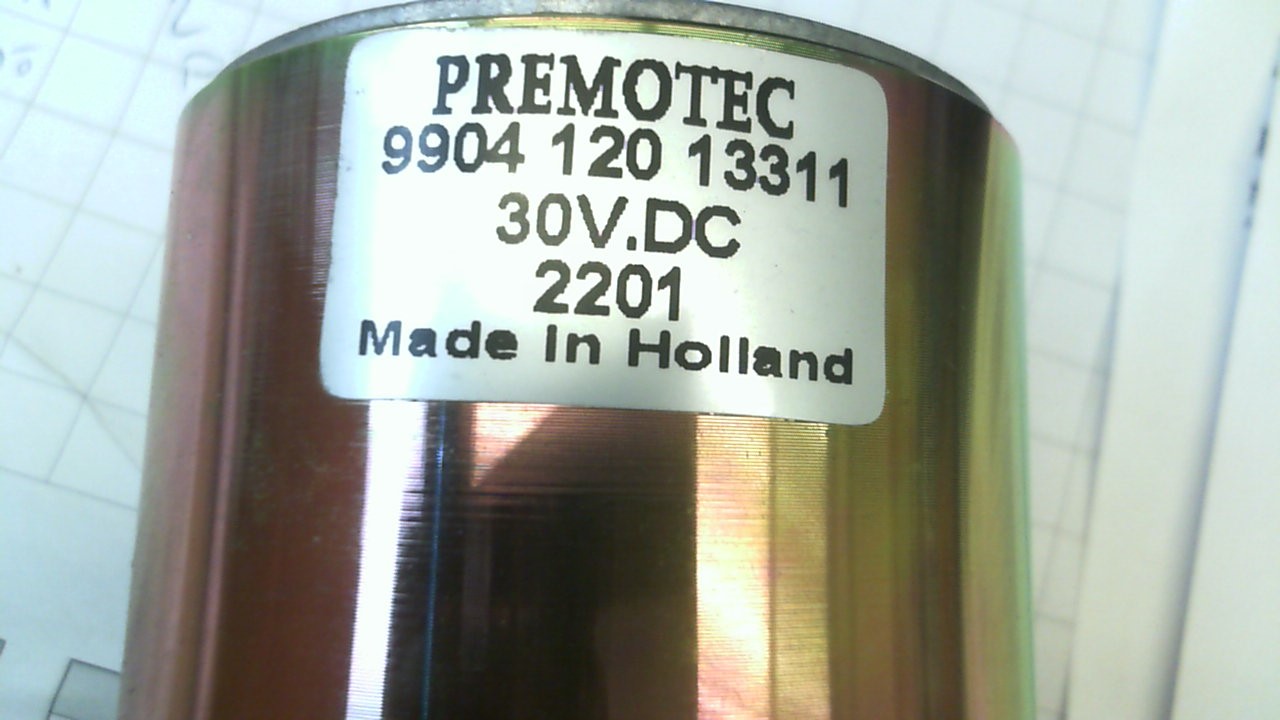 PREMOTEC
9904 120 13311
30V.DC
2201
Made In Holland